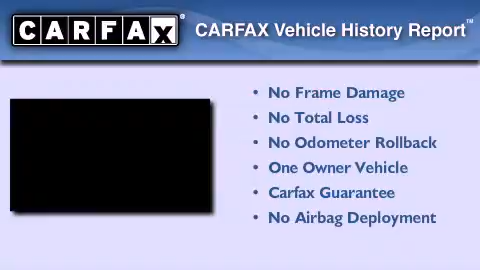 CARFAX® CARFAX Vehicle History Report™
• No Frame Damage
• No Total Loss
• No Odometer Rollback
• One Owner Vehicle
• Carfax Guarantee
• No Airbag Deployment